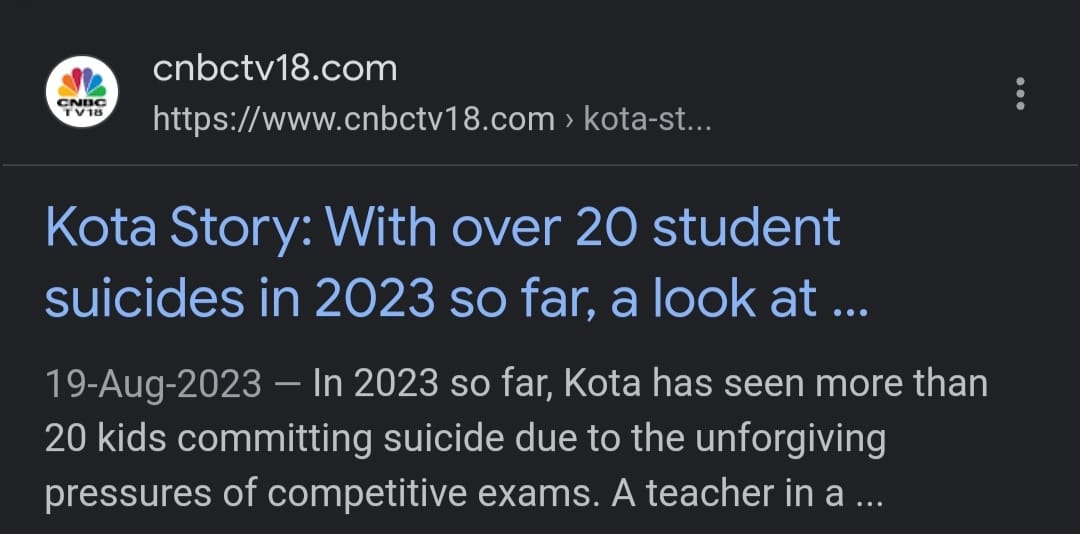 CNBC
TV18
cnbctv18.com
https://www.cnbctv18.com › kota-st...
Kota Story: With over 20 student
suicides in 2023 so far, a look at ...
19-Aug-2023 — In 2023 so far, Kota has seen more than
20 kids committing suicide due to the unforgiving
pressures of competitive exams. A teacher in a ...